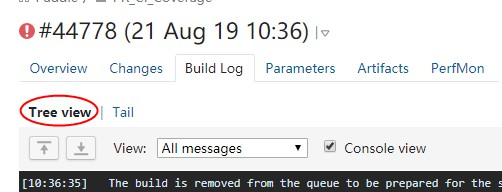 #44778 (21 Aug 19 10:36)
Overview Changes Build Log Parameters Artifacts PerfMon
Tree view | Tail
View: All messages Console view
[10:36:35] The build is removed from the queue to be prepared for the s